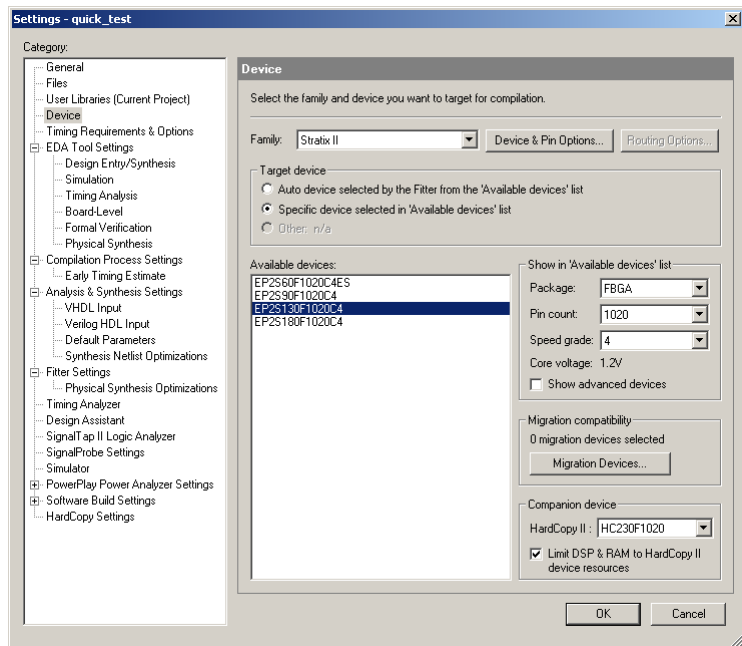 Settings - quick_test
Category:
General
Files
User Libraries (Current Project)
Device
Timing Requirements & Options
EDA Tool Settings
Design Entry/Synthesis
Simulation
Timing Analysis
Board-Level
Formal Verification
Physical Synthesis
Compilation Process Settings
Early Timing Estimate
Analysis & Synthesis Settings
VHDL Input
Verilog HDL Input
Default Parameters
Synthesis Netlist Optimizations
Fitter Settings
Physical Synthesis Optimizations
Timing Analyzer
Design Assistant
SignalTap II Logic Analyzer
SignalProbe Settings
Simulator
PowerPlay Power Analyzer Settings
Software Build Settings
HardCopy Settings
Device
Select the family and device you want to target for compilation.
Family: Stratix II Device & Pin Options... Routing Options...
Target device
Auto device selected by the Fitter from the 'Available devices' list
Specific device selected in 'Available devices' list
Other: n/a
Available devices:
EP2S60F1020C4ES
EP2S90F1020C4
EP2S130F1020C4
EP2S180F1020C4
Show in 'Available devices' list
Package: FBGA
Pin count: 1020
Speed grade: 4
Core voltage: 1.2V
Show advanced devices
Migration compatibility
0 migration devices selected
Migration Devices...
Companion device
HardCopy II : HC230F1020
Limit DSP & RAM to HardCopy II
device resources
OK Cancel